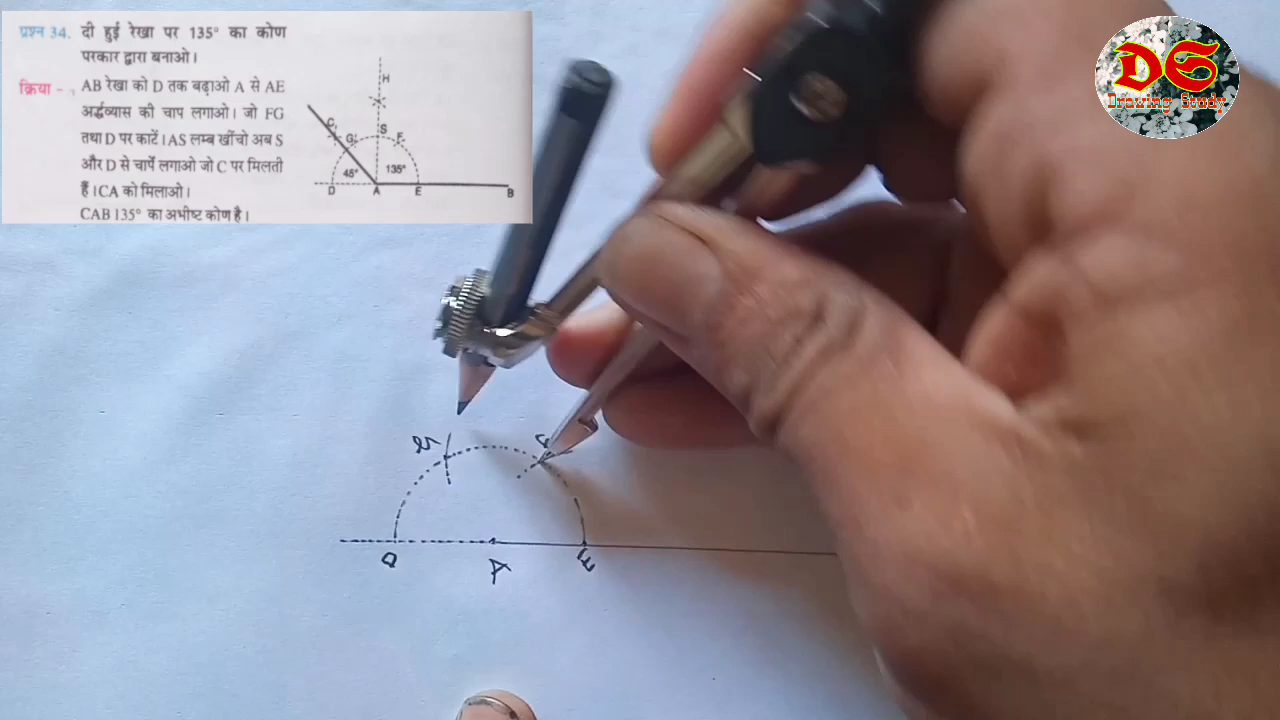 प्रश्न 34. दी हुई रेखा पर 135° का कोण
परकार द्वारा बनाओ।
क्रिया - AB रेखा को D तक बढ़ाओ A से AE
अर्द्धव्यास की चाप लगाओ। जो FG
तथा D पर काटें। AS लम्ब खींचो अब S
और D से चापें लगाओ जो C पर मिलती
हैं। CA को मिलाओ।
CAB 135° का अभीष्ट कोण है।
H
C
G
S
F
45°
135°
D A E B
DS
Drawing Study
D A E